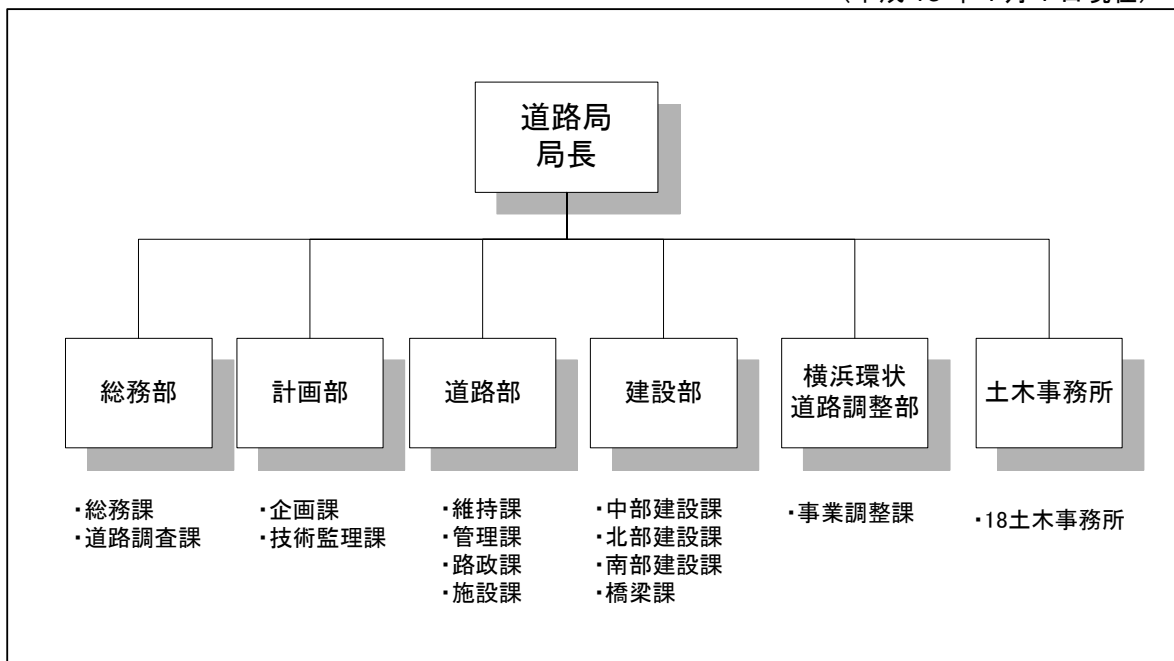 道路局
局長
総務部
計画部
道路部
建設部
横浜環状
道路調整部
土木事務所
・総務課
・道路調査課
・企画課
・技術監理課
・維持課
・管理課
・路政課
・施設課
・中部建設課
・北部建設課
・南部建設課
・橋梁課
・事業調整課
・18土木事務所